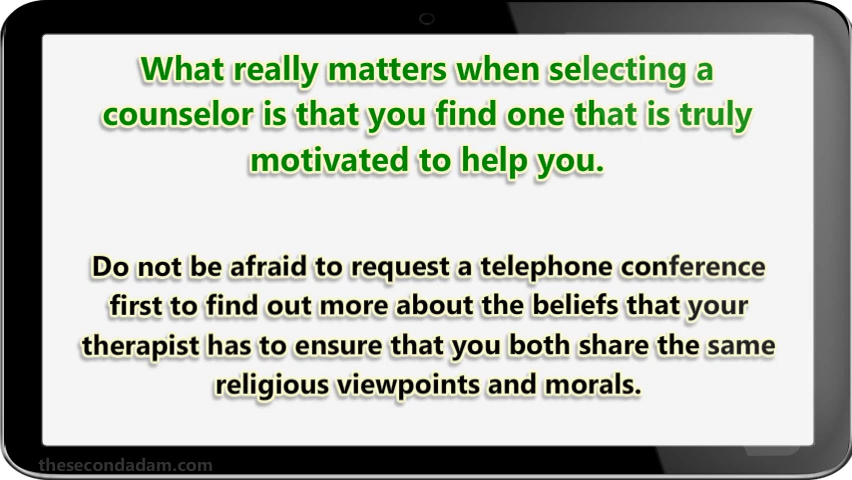 What really matters when selecting a
counselor is that you find one that is truly
motivated to help you.
Do not be afraid to request a telephone conference
first to find out more about the beliefs that your
therapist has to ensure that you both share the same
religious viewpoints and morals.
thesecondadam.com